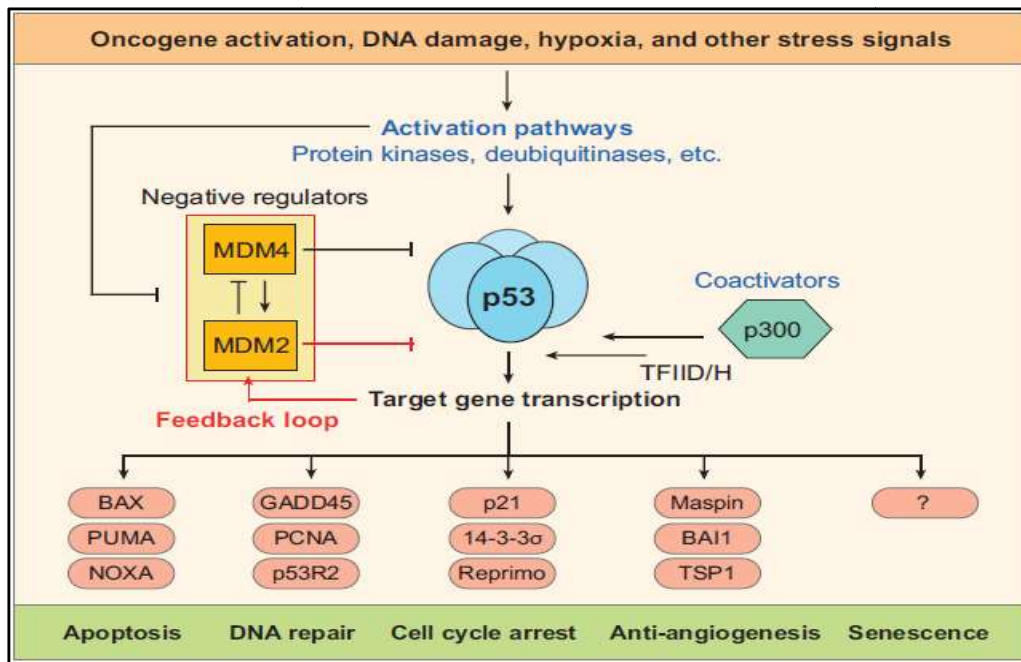 Oncogene activation, DNA damage, hypoxia, and other stress signals
Activation pathways
Protein kinases, deubiquitinases, etc.
Negative regulators
MDM4
MDM2
p53
Coactivators
p300
TFIID/H
Target gene transcription
Feedback loop
BAX
PUMA
NOXA
GADD45
PCNA
p53R2
p21
14-3-3σ
Reprimo
Maspin
BAI1
TSP1
?
Apoptosis DNA repair Cell cycle arrest Anti-angiogenesis Senescence